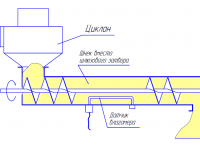 Циклон
Шнек вместо
шлюзового затвора
Датчик
влагомера